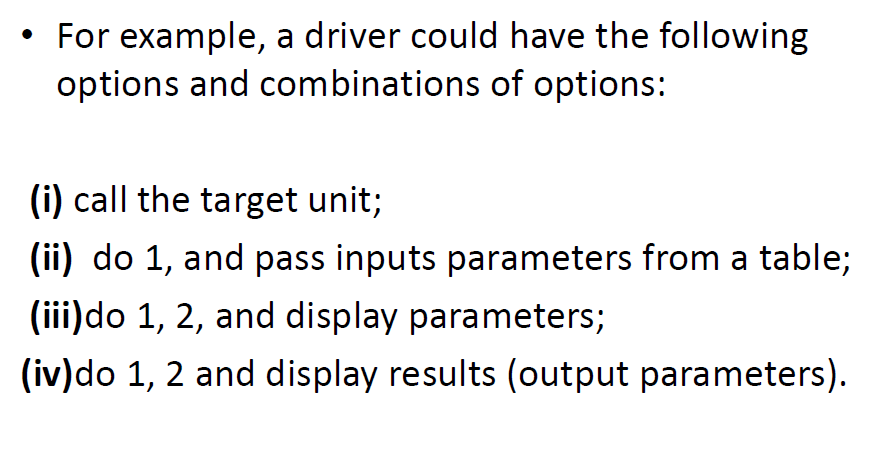 • For example, a driver could have the following
options and combinations of options:
(i) call the target unit;
(ii) do 1, and pass inputs parameters from a table;
(iii)do 1, 2, and display parameters;
(iv)do 1, 2 and display results (output parameters).